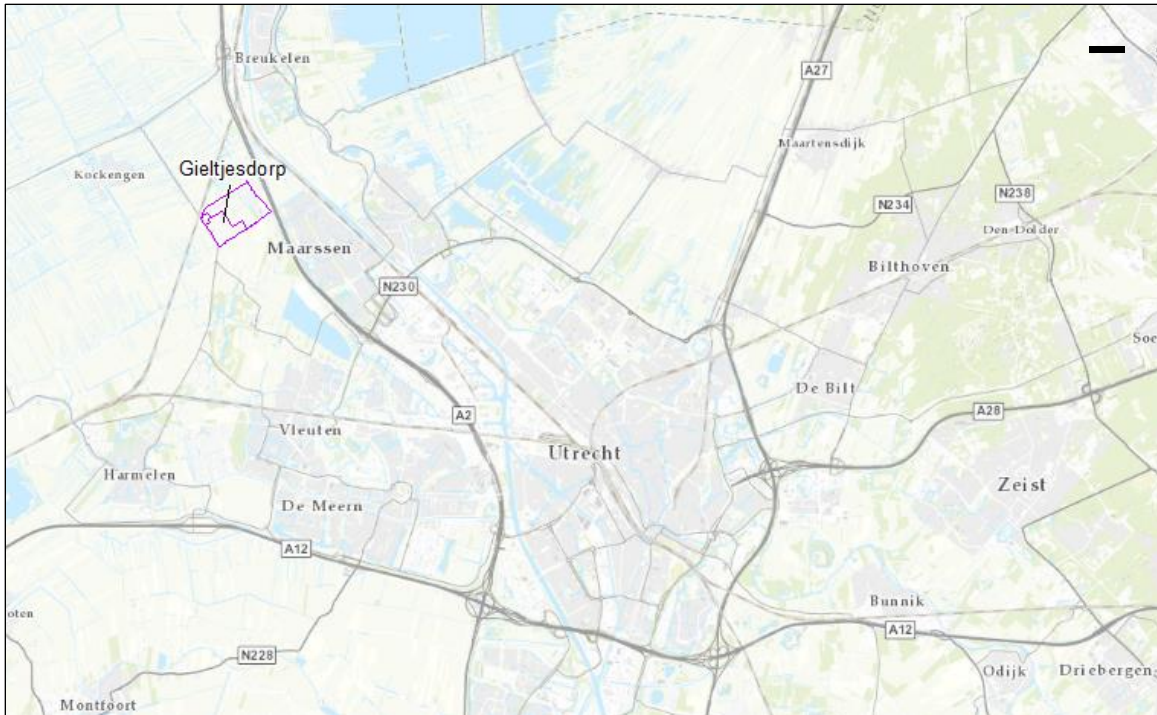 Breukelen
A27
Maartensdijk
Gieltjesdorp
Kockengen
N238
N234
Den Dolder
Maarssen
Bilthoven
N230
Soe
De Bilt
A2
A28
Vleuten
Utrecht
Harmelen
Zeist
De Meern
A12
Bunnik
oten
A12
N228
Odijk
Driebergen
Montfoort